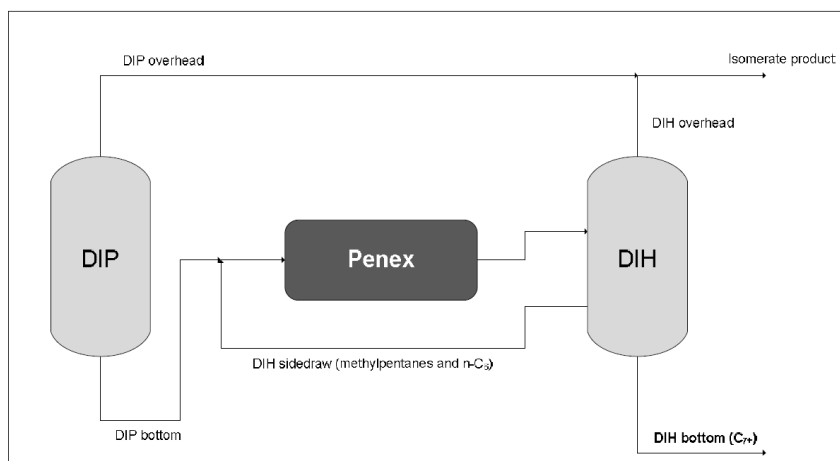 DIP overhead
Isomerate product
DIH overhead
DIP
Penex
DIH
DIH sidedraw (methylpentanes and n-C₆)
DIP bottom
DIH bottom (C₇₊)